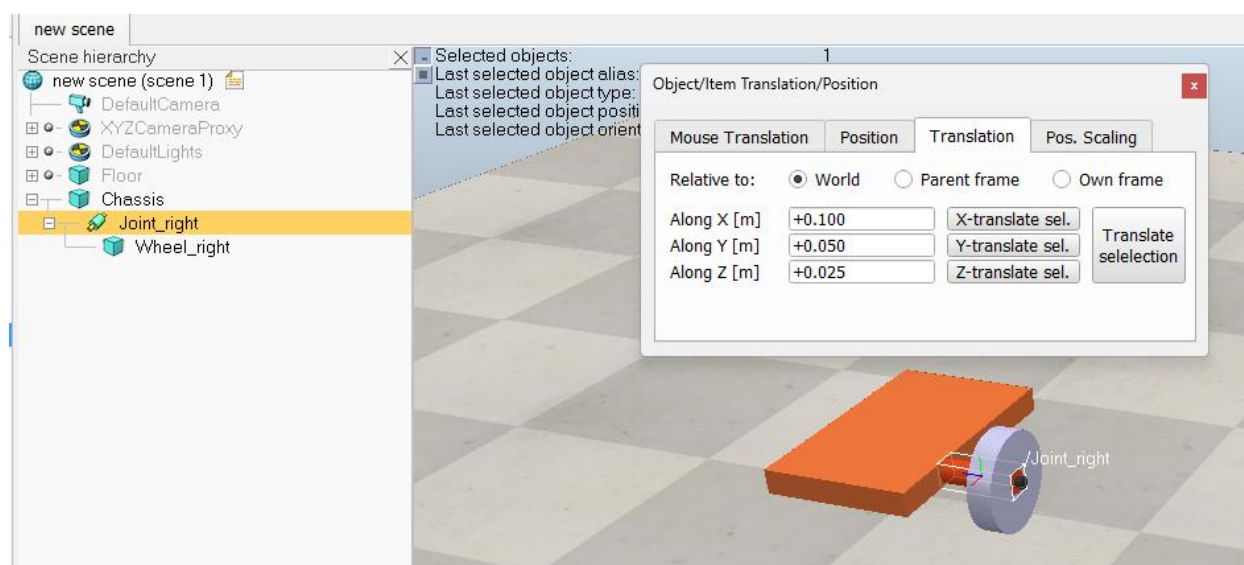 new scene
Scene hierarchy
new scene (scene 1)
DefaultCamera
XYZCameraProxy
DefaultLights
Floor
Chassis
Joint_right
Wheel_right
Selected objects: 1
Last selected object alias:
Last selected object type:
Last selected object positi
Last selected object orient
Object/Item Translation/Position
Mouse Translation Position Translation Pos. Scaling
Relative to: World Parent frame Own frame
Along X [m] +0.100 X-translate sel.
Along Y [m] +0.050 Y-translate sel.
Along Z [m] +0.025 Z-translate sel.
Translate
selelection
/Joint_right